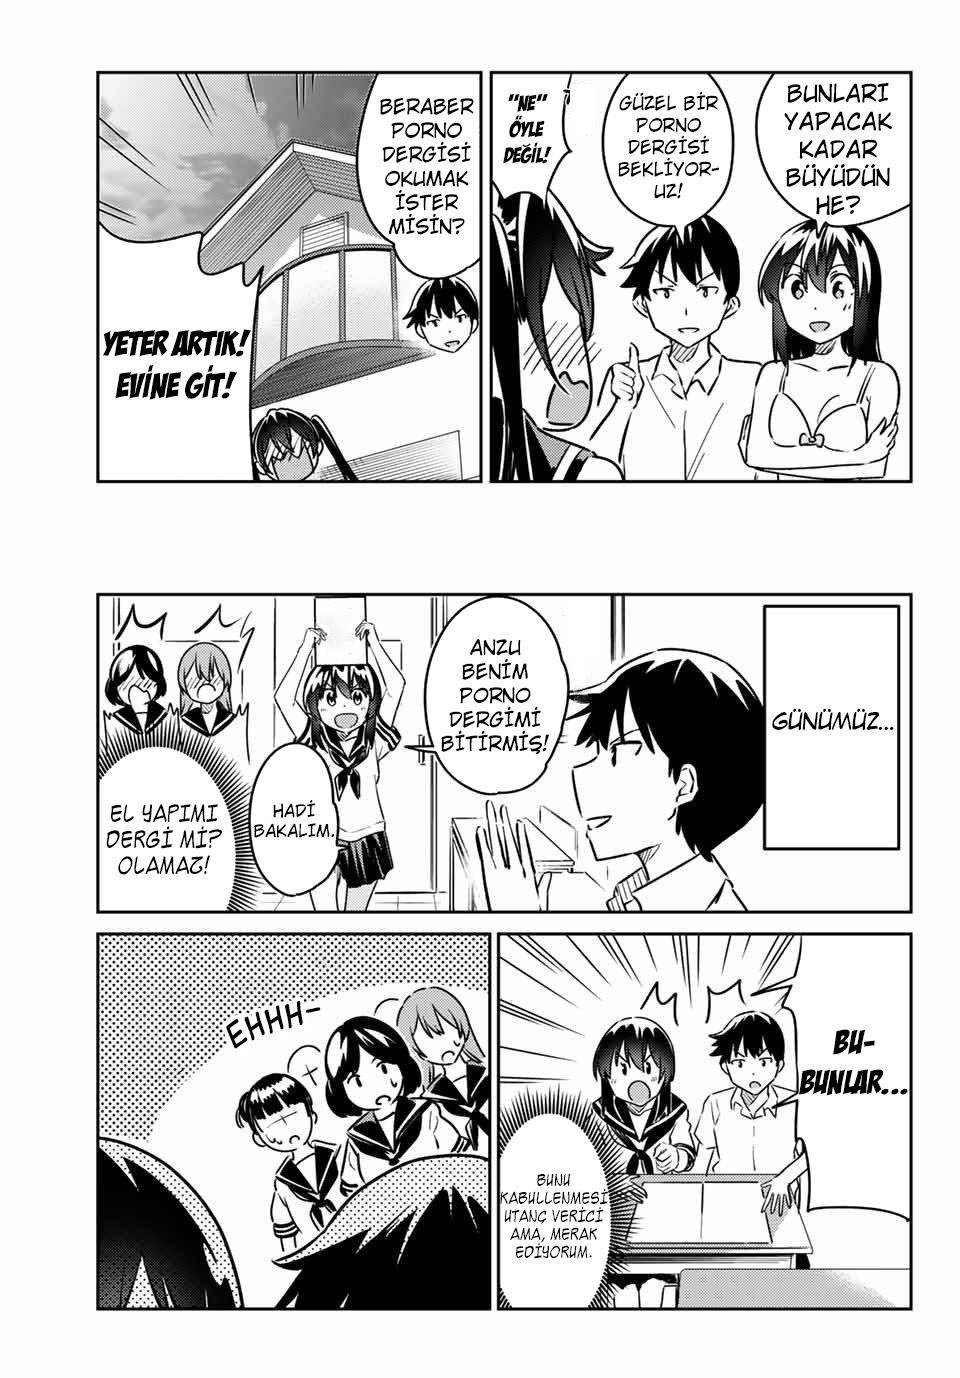 BUNLARI
YAPACAK
KADAR
BÜYÜDÜN
HE?
GÜZEL BİR
PORNO
DERGİSİ
BEKLİYOR-
UZ!
"NE"
ÖYLE
DEĞİL!
BERABER
PORNO
DERGİSİ
OKUMAK
İSTER
MİSİN?
YETER ARTIK!
EVİNE GİT!
GÜNÜMÜZ...
ANZU
BENİM
PORNO
DERGİMİ
BİTİRMİŞ!
HADİ
BAKALIM.
EL YAPIMI
DERGİ Mİ?
OLAMAZ!
BU-
BUNLAR...
BUNU
KABULLENMESİ
UTANÇ VERİCİ
AMA, MERAK
EDİYORUM.
EHHH-